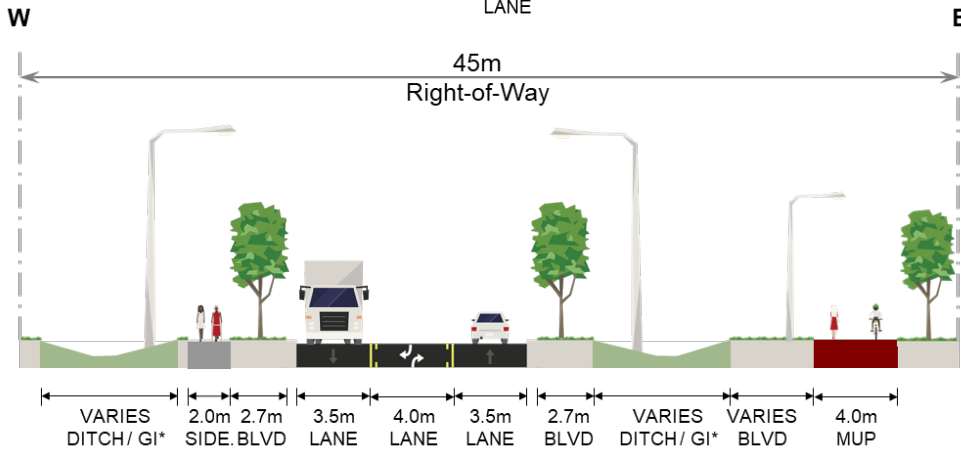 LANE
W
45m
Right-of-Way
VARIES
DITCH / GI*
2.0m
SIDE.
2.7m
BLVD
3.5m
LANE
4.0m
LANE
3.5m
LANE
2.7m
BLVD
VARIES
DITCH / GI*
VARIES
BLVD
4.0m
MUP